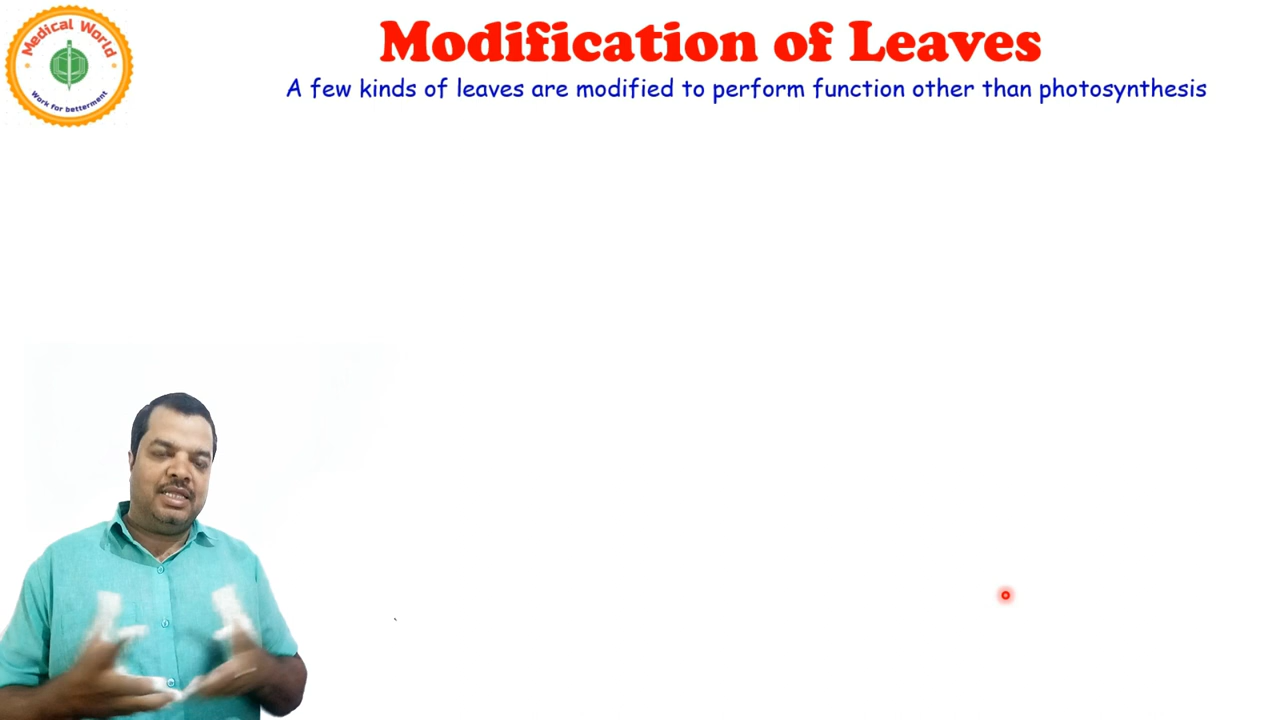 Medical World
Work for betterment
Modification of Leaves
A few kinds of leaves are modified to perform function other than photosynthesis